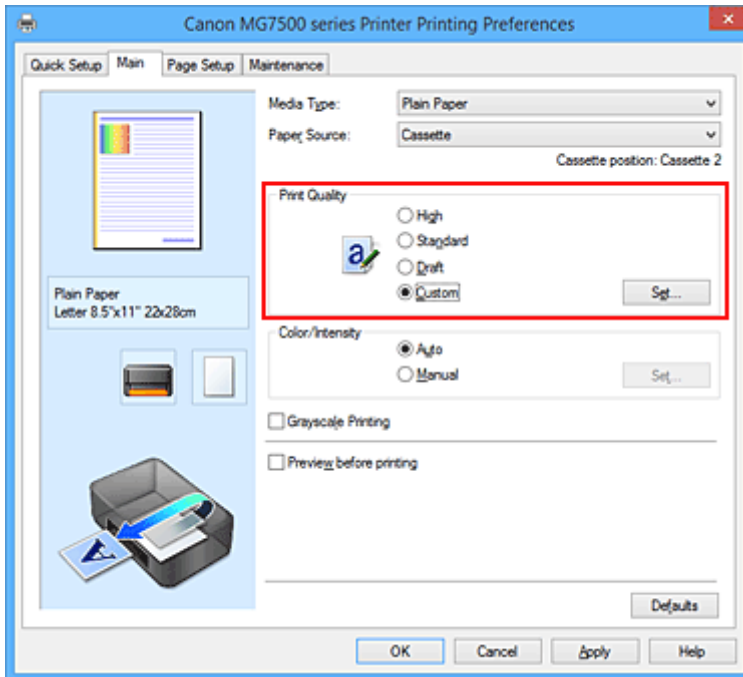 Canon MG7500 series Printer Printing Preferences
Quick Setup Main Page Setup Maintenance
Media Type: Plain Paper
Paper Source: Cassette
Cassette position: Cassette 2
Print Quality
High
a
Standard
Draft
Custom Set...
Plain Paper
Letter 8.5"x11" 22x28cm
Color/Intensity
Auto
Manual Set...
Grayscale Printing
Preview before printing
A
Defaults
OK Cancel Apply Help